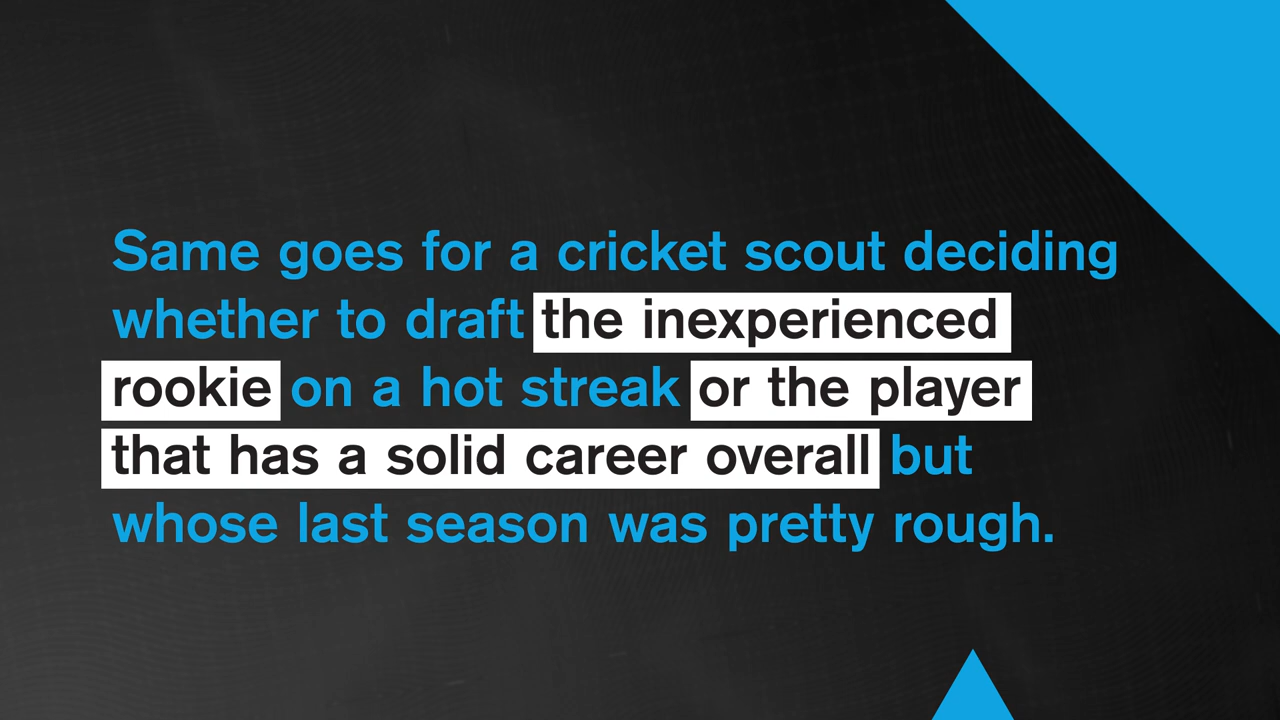 Same goes for a cricket scout deciding
whether to draft the inexperienced
rookie on a hot streak or the player
that has a solid career overall but
whose last season was pretty rough.